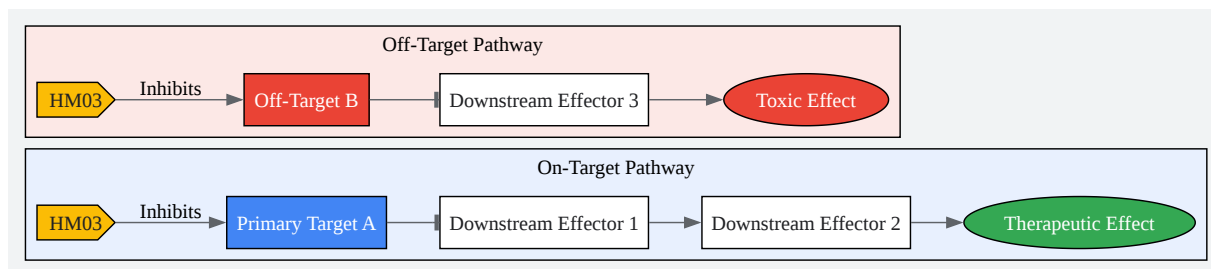 Off-Target Pathway
HM03
Inhibits
Off-Target B
Downstream Effector 3
Toxic Effect
On-Target Pathway
HM03
Inhibits
Primary Target A
Downstream Effector 1
Downstream Effector 2
Therapeutic Effect